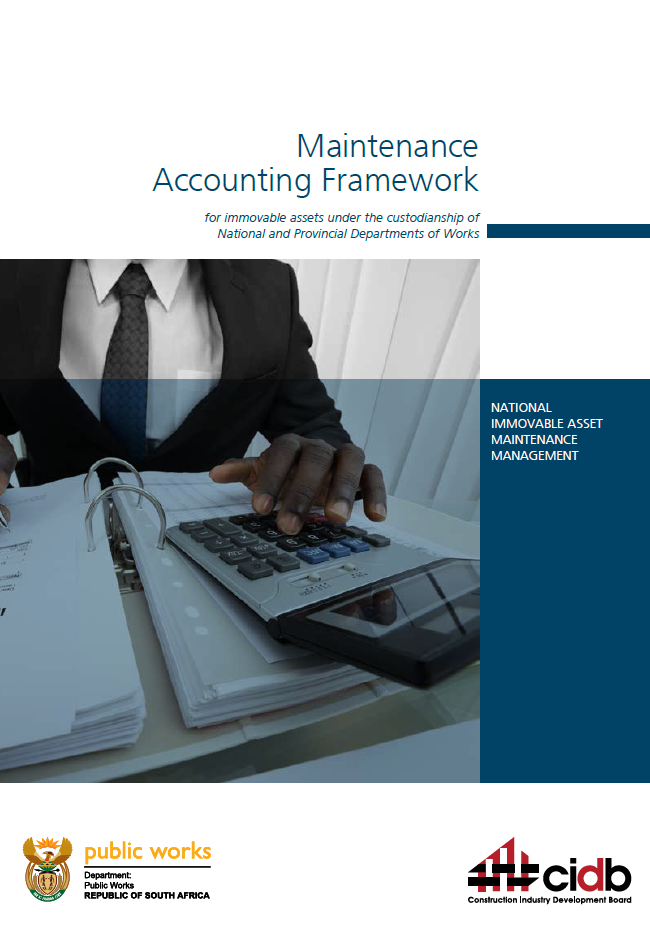 Maintenance
Accounting Framework
for immovable assets under the custodianship of
National and Provincial Departments of Works
NATIONAL
IMMOVABLE ASSET
MAINTENANCE
MANAGEMENT
public works
Department:
Public Works
REPUBLIC OF SOUTH AFRICA
cidb
Construction Industry Development Board